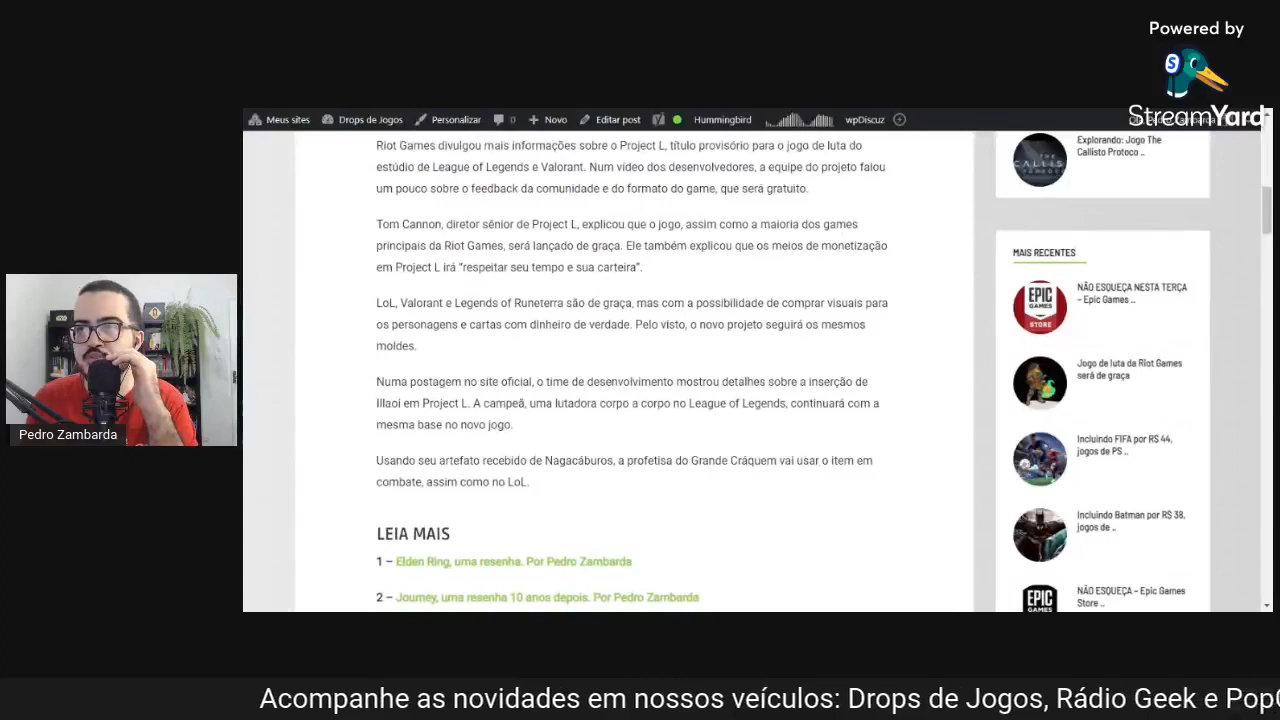 Powered by
S
StreamYard
Meus sites Drops de Jogos Personalizar 0 Novo Editar post Hummingbird wpDiscuz
Riot Games divulgou mais informações sobre o Project L, título provisório para o jogo de luta do
estúdio de League of Legends e Valorant. Num vídeo dos desenvolvedores, a equipe do projeto falou
um pouco sobre o feedback da comunidade e do formato do game, que será gratuito.
Tom Cannon, diretor sênior de Project L, explicou que o jogo, assim como a maioria dos games
principais da Riot Games, será lançado de graça. Ele também explicou que os meios de monetização
em Project L irá “respeitar seu tempo e sua carteira”.
LoL, Valorant e Legends of Runeterra são de graça, mas com a possibilidade de comprar visuais para
os personagens e cartas com dinheiro de verdade. Pelo visto, o novo projeto seguirá os mesmos
moldes.
Numa postagem no site oficial, o time de desenvolvimento mostrou detalhes sobre a inserção de
Illaoi em Project L. A campeã, uma lutadora corpo a corpo no League of Legends, continuará com a
mesma base no novo jogo.
Usando seu artefato recebido de Nagacáburos, a profetisa do Grande Cráquem vai usar o item em
combate, assim como no LoL.
LEIA MAIS
1 – Elden Ring, uma resenha. Por Pedro Zambarda
2 – Journey, uma resenha 10 anos depois. Por Pedro Zambarda
THE
CALLIS
Explorando: Jogo The
Callisto Protoco ..
MAIS RECENTES
EPIC
GAMES
STORE
NÃO ESQUEÇA NESTA TERÇA
– Epic Games ..
Jogo de luta da Riot Games
será de graça
Incluindo FIFA por R$ 44,
jogos de PS ..
Incluindo Batman por R$ 38,
jogos de ..
EPIC
NÃO ESQUEÇA – Epic Games
Store ..
Pedro Zambarda
Acompanhe as novidades em nossos veículos: Drops de Jogos, Rádio Geek e Pop